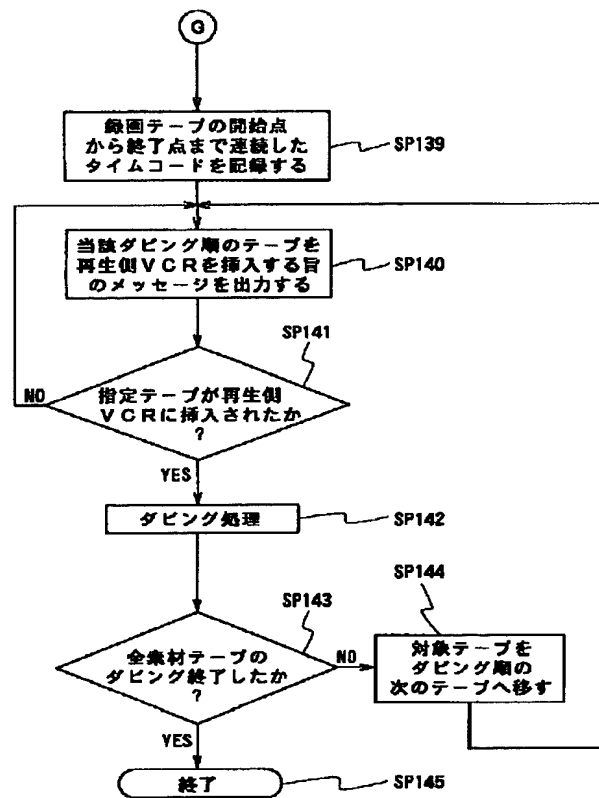 G
録画テープの開始点
から終了点まで連続した
タイムコードを記録する
SP139
当該ダビング順のテープを
再生側VCRを挿入する旨
のメッセージを出力する
SP140
SP141
指定テープが再生側
VCRに挿入されたか
?
NO
YES
ダビング処理
SP142
SP143
全素材テープの
ダビング終了したか
?
NO
SP144
対象テープを
ダビング順の
次のテープへ移す
YES
終了
SP145